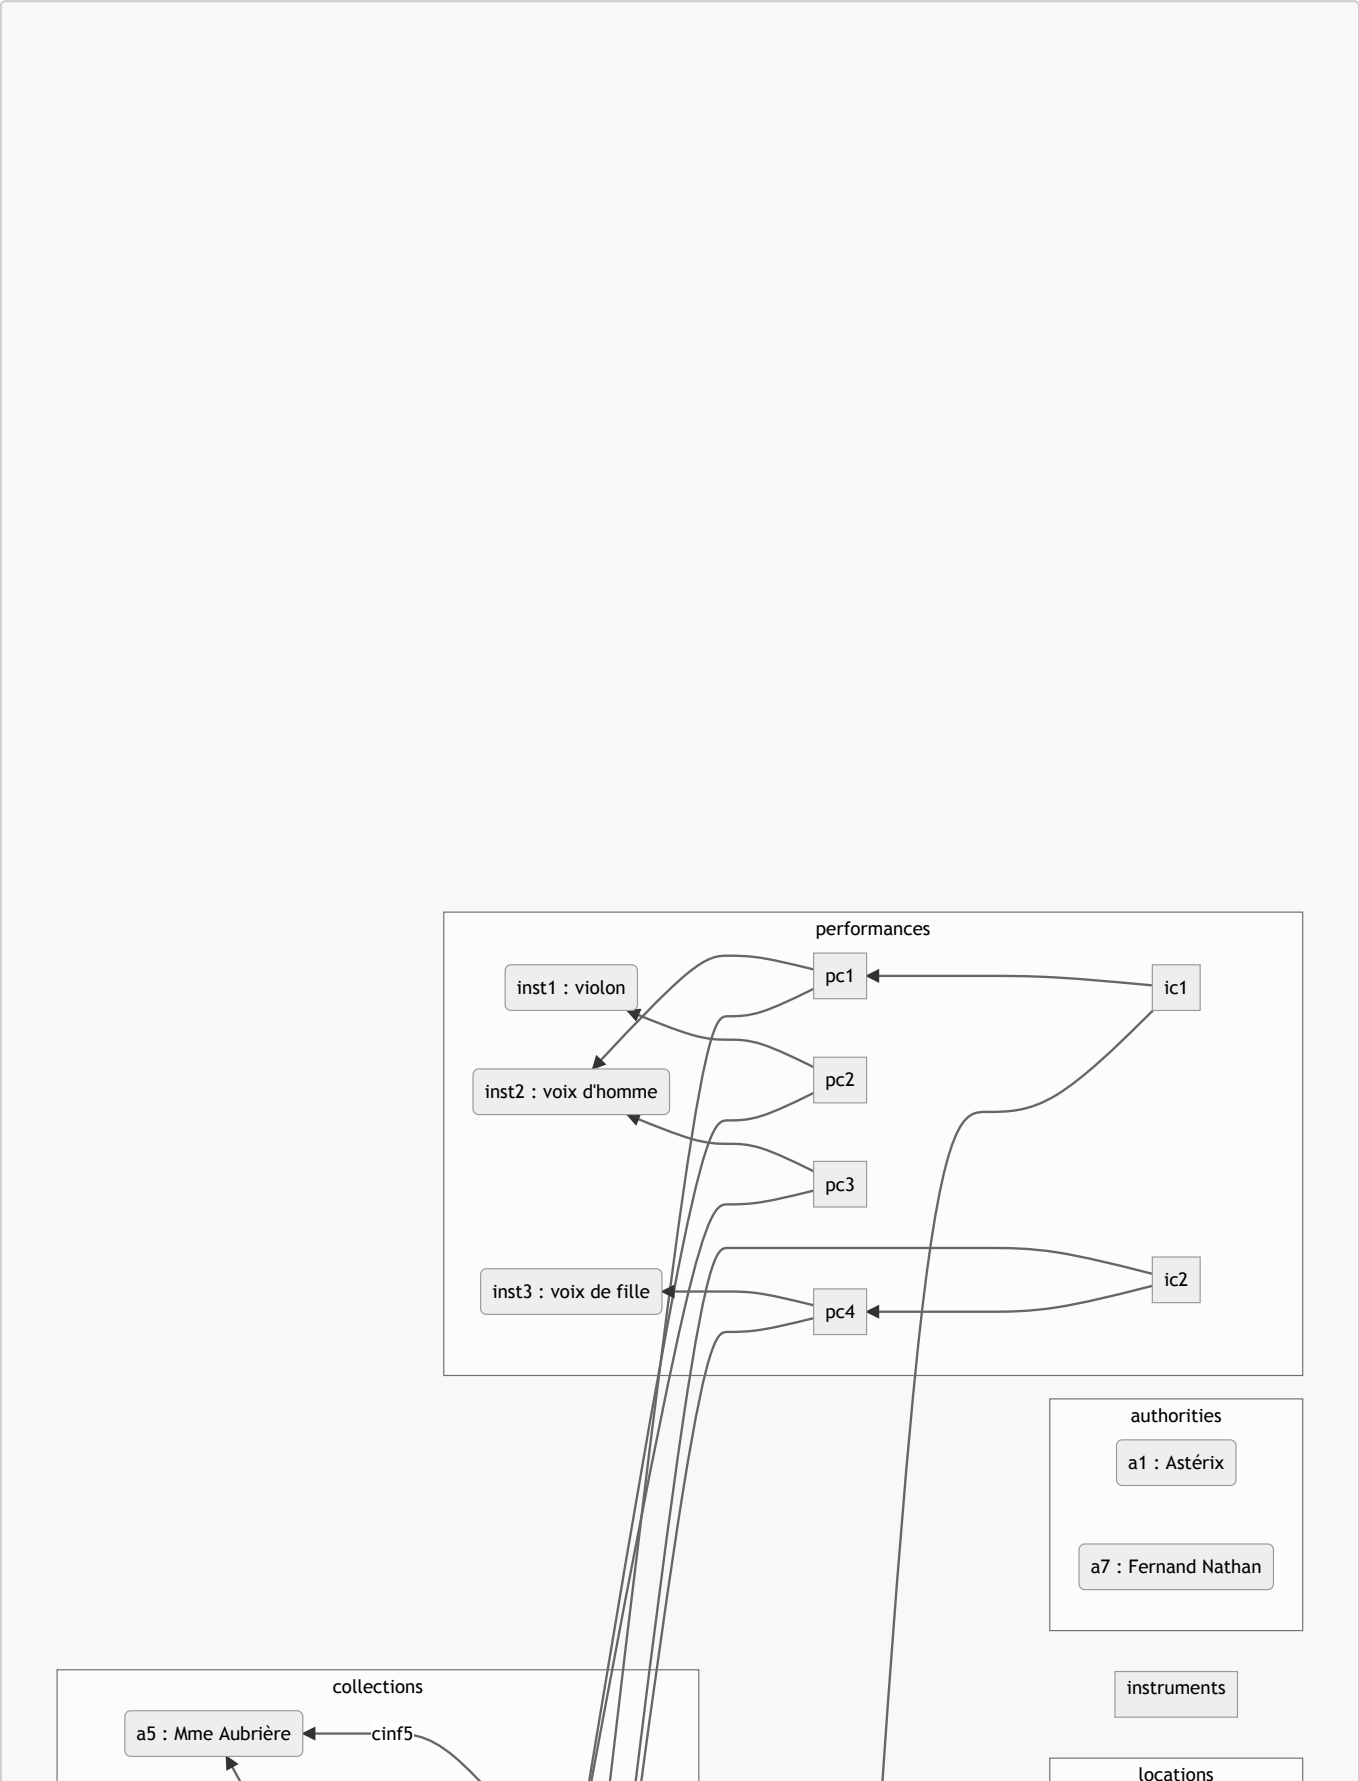 performances
inst1 : violon
pc1
ic1
inst2 : voix d'homme
pc2
pc3
inst3 : voix de fille
pc4
ic2
authorities
a1 : Astérix
a7 : Fernand Nathan
collections
instruments
a5 : Mme Aubrière
cinf5
locations